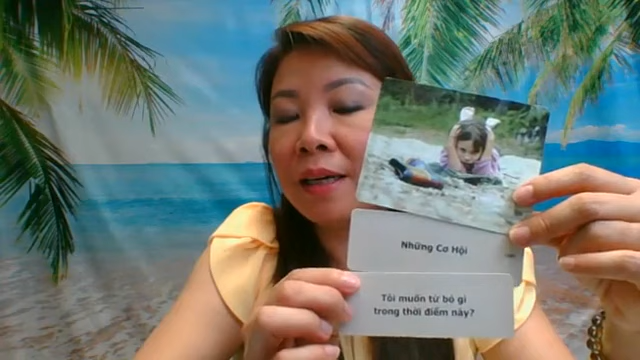 Những Cơ Hội
Tôi muốn từ bỏ gì
trong thời điểm này?